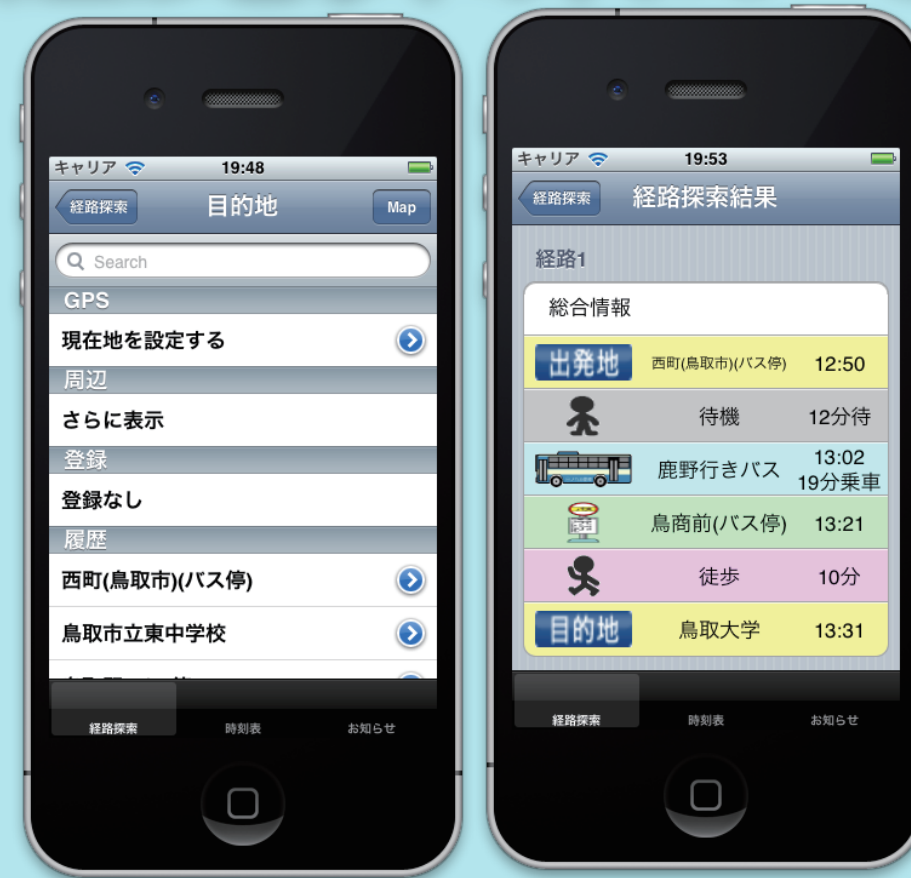 キャリア 19:48
経路探索 目的地 Map
Search
GPS
現在地を設定する
周辺
さらに表示
登録
登録なし
履歴
西町(鳥取市)(バス停)
鳥取市立東中学校
経路探索 時刻表 お知らせ
キャリア 19:53
経路探索 経路探索結果
経路1
総合情報
出発地 西町(鳥取市)(バス停) 12:50
待機 12分待
鹿野行きバス 13:02
19分乗車
鳥商前(バス停) 13:21
徒歩 10分
目的地 鳥取大学 13:31
経路探索 時刻表 お知らせ